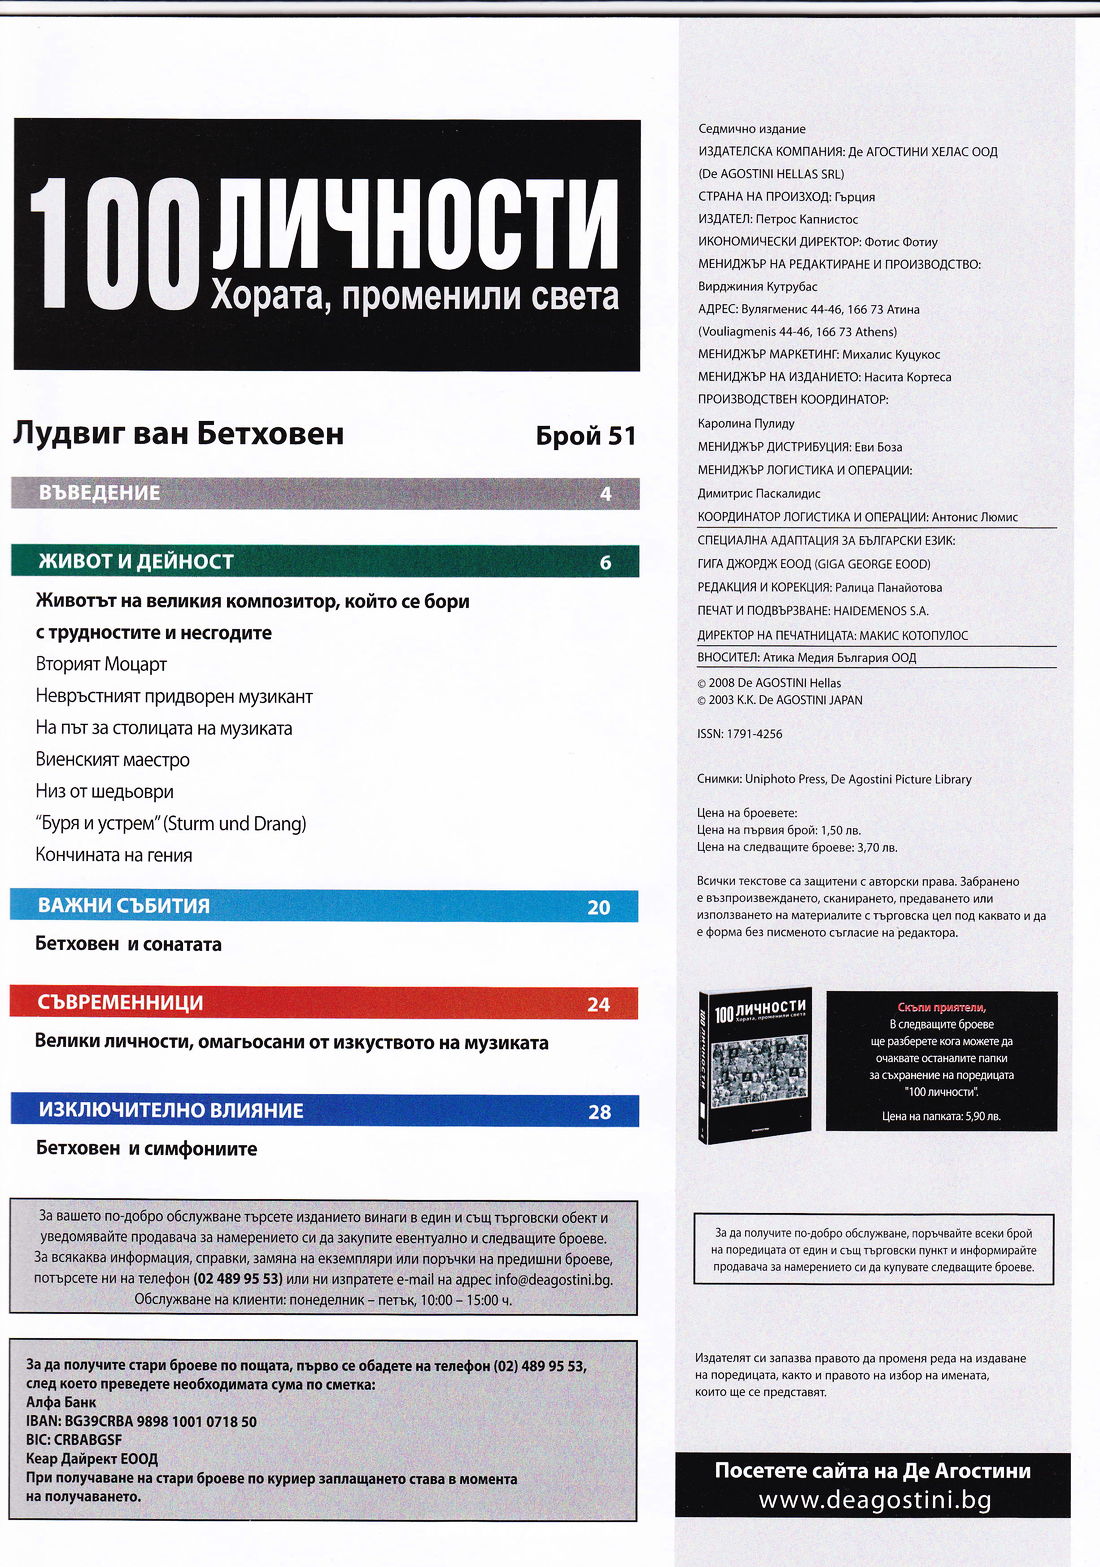 100 ЛИЧНОСТИ
Хората, променили света
Лудвиг ван Бетховен Брой 51
ВЪВЕДЕНИЕ 4
ЖИВОТ И ДЕЙНОСТ 6
Животът на великия композитор, който се бори
с трудностите и несгодите
Вторият Моцарт
Невръстният придворен музикант
На път за столицата на музиката
Виенският маестро
Низ от шедьоври
“Буря и устрем” (Sturm und Drang)
Кончината на гения
ВАЖНИ СЪБИТИЯ 20
Бетховен и сонатата
СЪВРЕМЕННИЦИ 24
Велики личности, омагьосани от изкуството на музиката
ИЗКЛЮЧИТЕЛНО ВЛИЯНИЕ 28
Бетховен и симфониите
За вашето по-добро обслужване търсете изданието винаги в един и същ търговски обект и
уведомявайте продавача за намерението си да закупите евентуално и следващите броеве.
За всякаква информация, справки, замяна на екземпляри или поръчки на предишни броеве,
потърсете ни на телефон (02 489 95 53) или ни изпратете e-mail на адрес info@deagostini.bg.
Обслужване на клиенти: понеделник – петък, 10:00 – 15:00 ч.
За да получите стари броеве по пощата, първо се обадете на телефон (02) 489 95 53,
след което преведете необходимата сума по сметка:
Алфа Банк
IBAN: BG39CRBA 9898 1001 0718 50
BIC: CRBABGSF
Кеар Дайрект ЕООД
При получаване на стари броеве по куриер заплащането става в момента
на получаването.
Седмично издание
ИЗДАТЕЛСКА КОМПАНИЯ: Де АГОСТИНИ ХЕЛАС ООД
(De AGOSTINI HELLAS SRL)
СТРАНА НА ПРОИЗХОД: Гърция
ИЗДАТЕЛ: Петрос Капнистос
ИКОНОМИЧЕСКИ ДИРЕКТОР: Фотис Фотиу
МЕНИДЖЪР НА РЕДАКТИРАНЕ И ПРОИЗВОДСТВО:
Вирджиния Кутрубас
АДРЕС: Вулягменис 44-46, 166 73 Атина
(Vouliagmenis 44-46, 166 73 Athens)
МЕНИДЖЪР МАРКЕТИНГ: Михалис Куцукос
МЕНИДЖЪР НА ИЗДАНИЕТО: Насита Кортеса
ПРОИЗВОДСТВЕН КООРДИНАТОР:
Каролина Пулиду
МЕНИДЖЪР ДИСТРИБУЦИЯ: Еви Боза
МЕНИДЖЪР ЛОГИСТИКА И ОПЕРАЦИИ:
Димитрис Паскалидис
КООРДИНАТОР ЛОГИСТИКА И ОПЕРАЦИИ: Антонис Люмис
СПЕЦИАЛНА АДАПТАЦИЯ ЗА БЪЛГАРСКИ ЕЗИК:
ГИГА ДЖОРДЖ ЕООД (GIGA GEORGE EOOD)
РЕДАКЦИЯ И КОРЕКЦИЯ: Ралица Панайотова
ПЕЧАТ И ПОДВЪРЗВАНЕ: HAIDEMENOS S.A.
ДИРЕКТОР НА ПЕЧАТНИЦАТА: МАКИС КОТОПУЛОС
ВНОСИТЕЛ: Атика Медия България ООД
© 2008 De AGOSTINI Hellas
© 2003 K.K. De AGOSTINI JAPAN
ISSN: 1791-4256
Снимки: Uniphoto Press, De Agostini Picture Library
Цена на броевете:
Цена на първия брой: 1,50 лв.
Цена на следващите броеве: 3,70 лв.
Всички текстове са защитени с авторски права. Забранено
е възпроизвеждането, сканирането, предаването или
използването на материалите с търговска цел под каквато и да
е форма без писменото съгласие на редактора.
100 ЛИЧНОСТИ
Хората, променили света
100 ЛИЧНОСТИ
Скъпи приятели,
В следващите броеве
ще разберете кога можете да
очаквате останалите папки
за съхранение на поредицата
"100 личности".
Цена на папката: 5,90 лв.
За да получите по-добро обслужване, поръчвайте всеки брой
на поредицата от един и същ търговски пункт и информирайте
продавача за намерението си да купувате следващите броеве.
Издателят си запазва правото да променя реда на издаване
на поредицата, както и правото на избор на имената,
които ще се представят.
Посетете сайта на Де Агостини
www.deagostini.bg